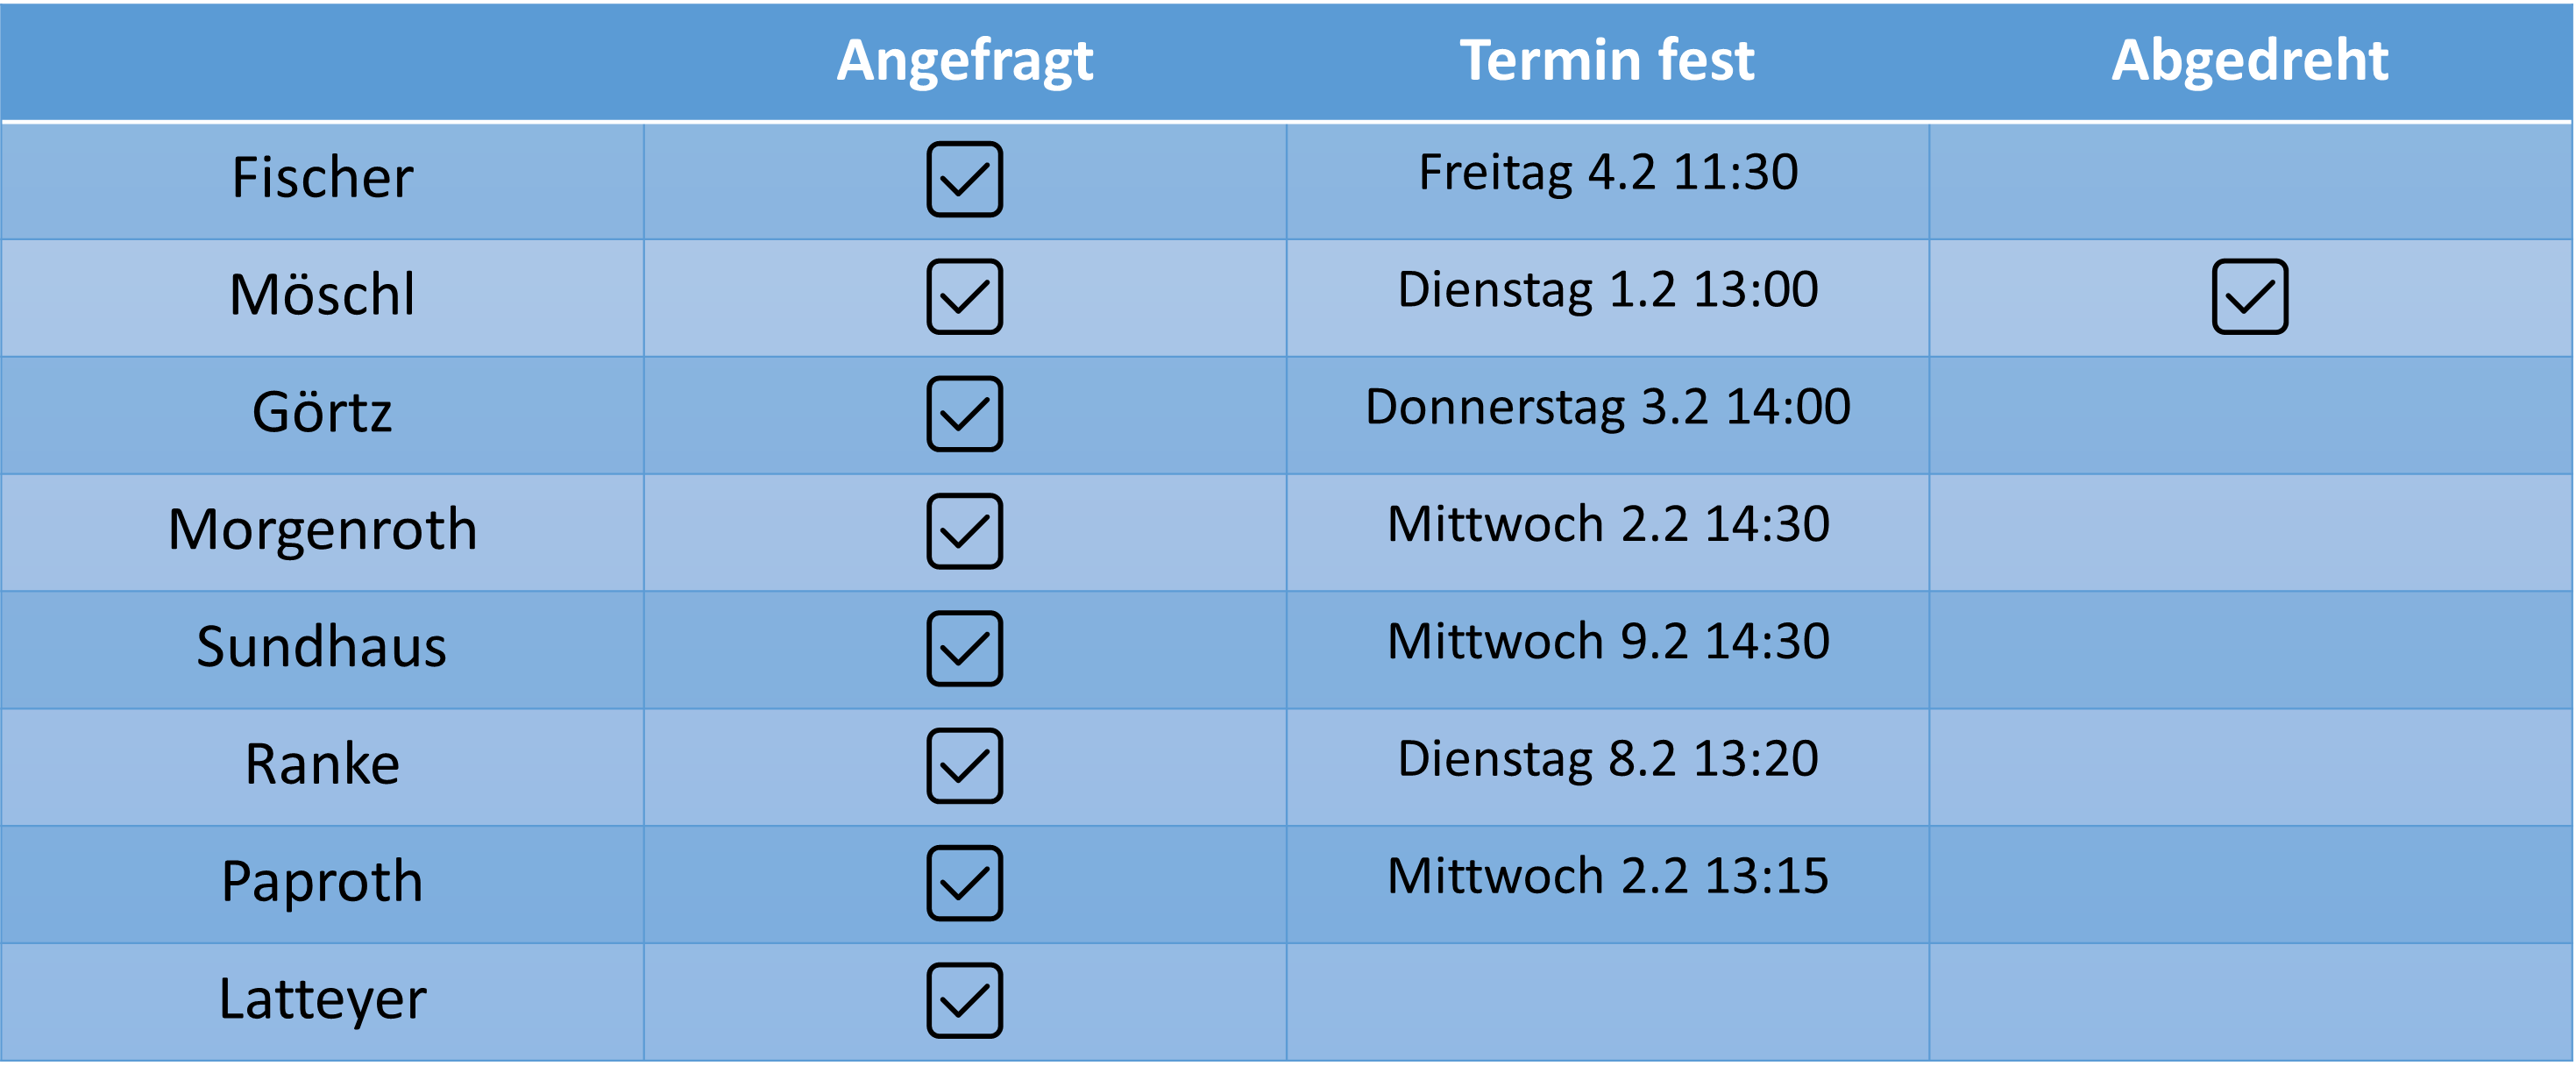 Angefragt Termin fest Abgedreht
Fischer Freitag 4.2 11:30
Möschl Dienstag 1.2 13:00
Görtz Donnerstag 3.2 14:00
Morgenroth Mittwoch 2.2 14:30
Sundhaus Mittwoch 9.2 14:30
Ranke Dienstag 8.2 13:20
Paproth Mittwoch 2.2 13:15
Latteyer